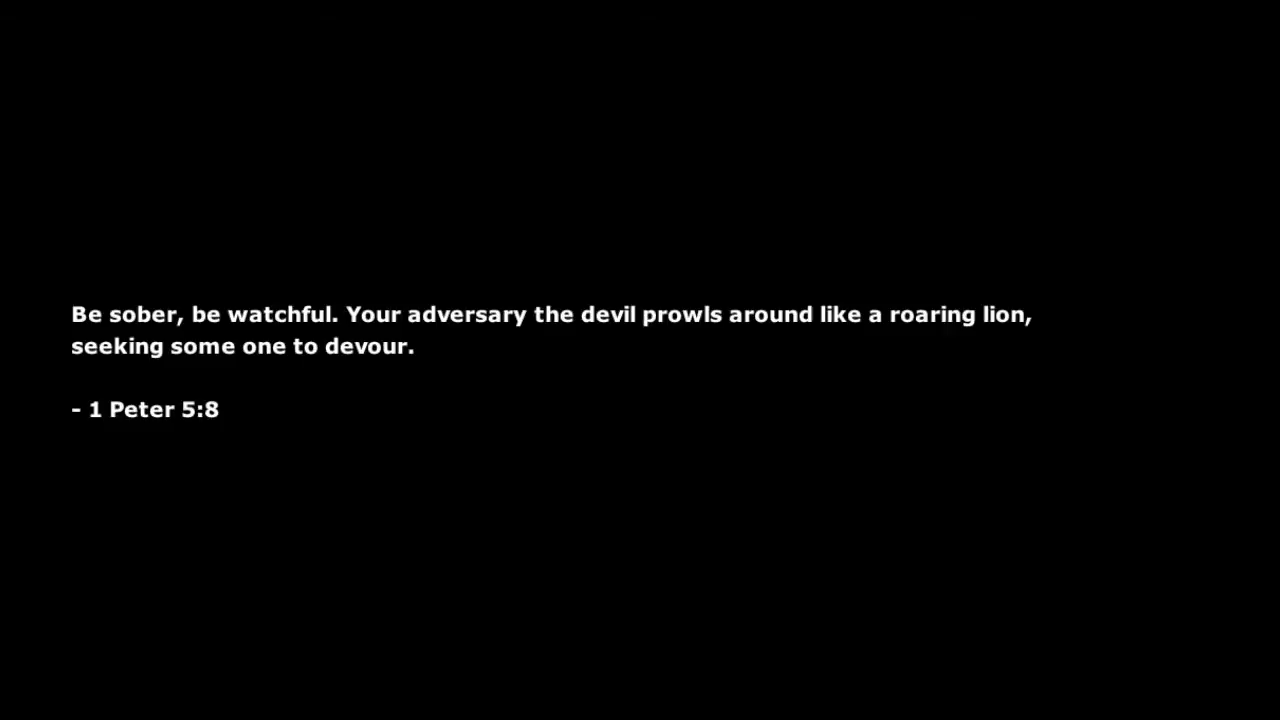 Be sober, be watchful. Your adversary the devil prowls around like a roaring lion,
seeking some one to devour.
- 1 Peter 5:8